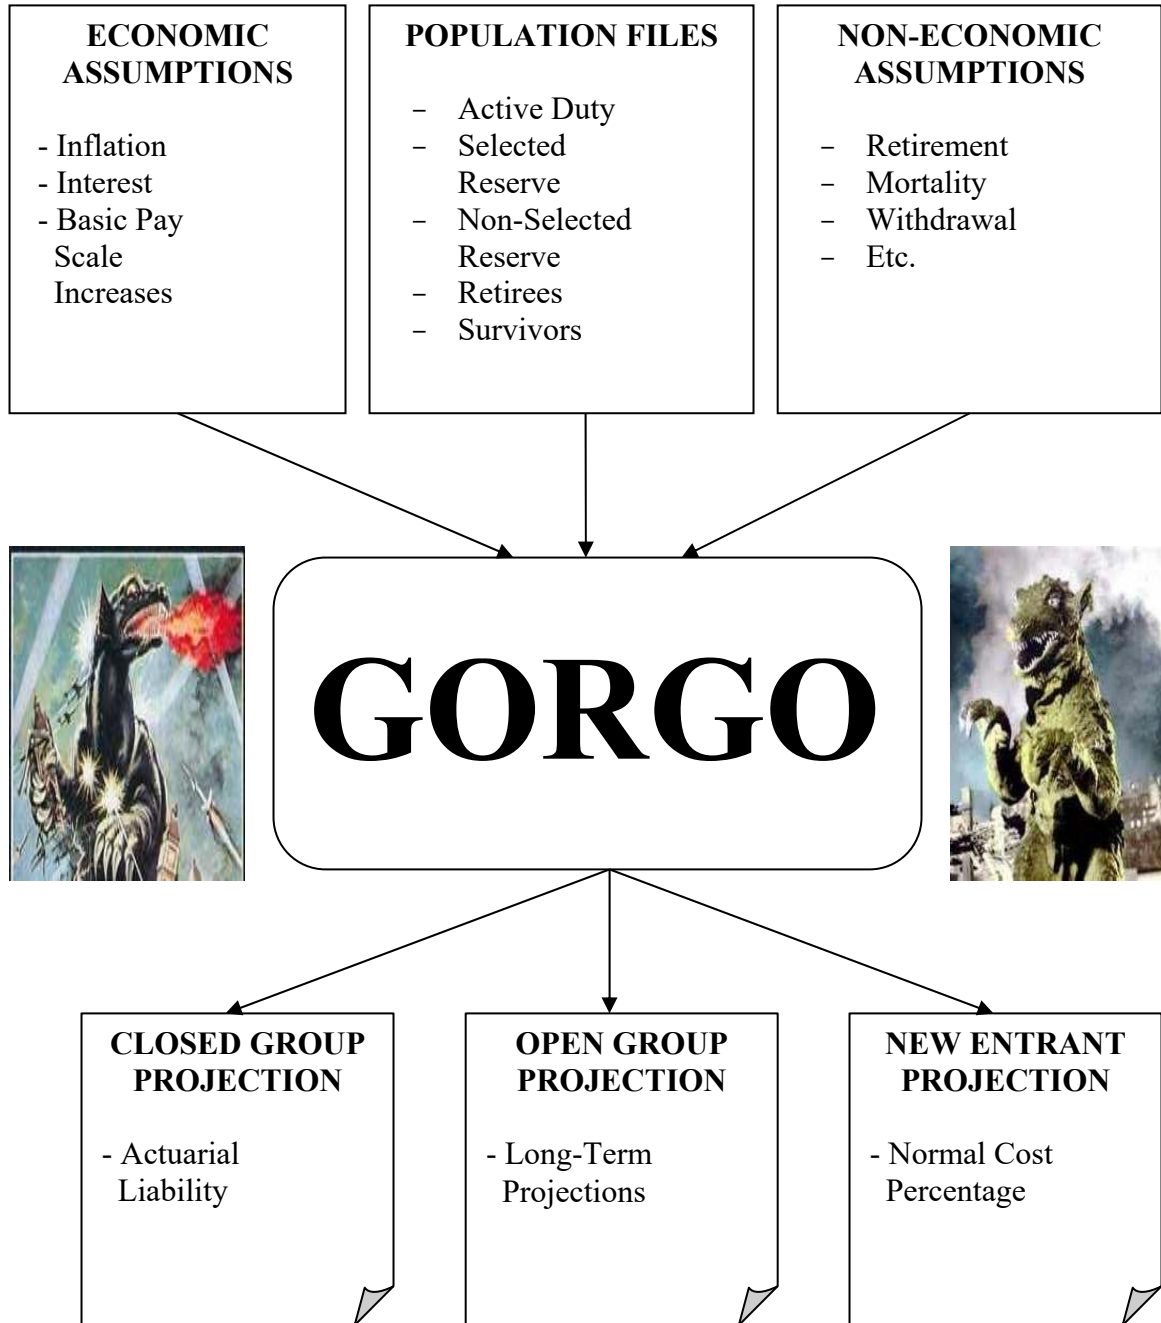 ECONOMIC
ASSUMPTIONS
- Inflation
- Interest
- Basic Pay
Scale
Increases
POPULATION FILES
– Active Duty
– Selected
Reserve
– Non-Selected
Reserve
– Retirees
– Survivors
NON-ECONOMIC
ASSUMPTIONS
– Retirement
– Mortality
– Withdrawal
– Etc.
GORGO
CLOSED GROUP
PROJECTION
- Actuarial
Liability
OPEN GROUP
PROJECTION
- Long-Term
Projections
NEW ENTRANT
PROJECTION
- Normal Cost
Percentage